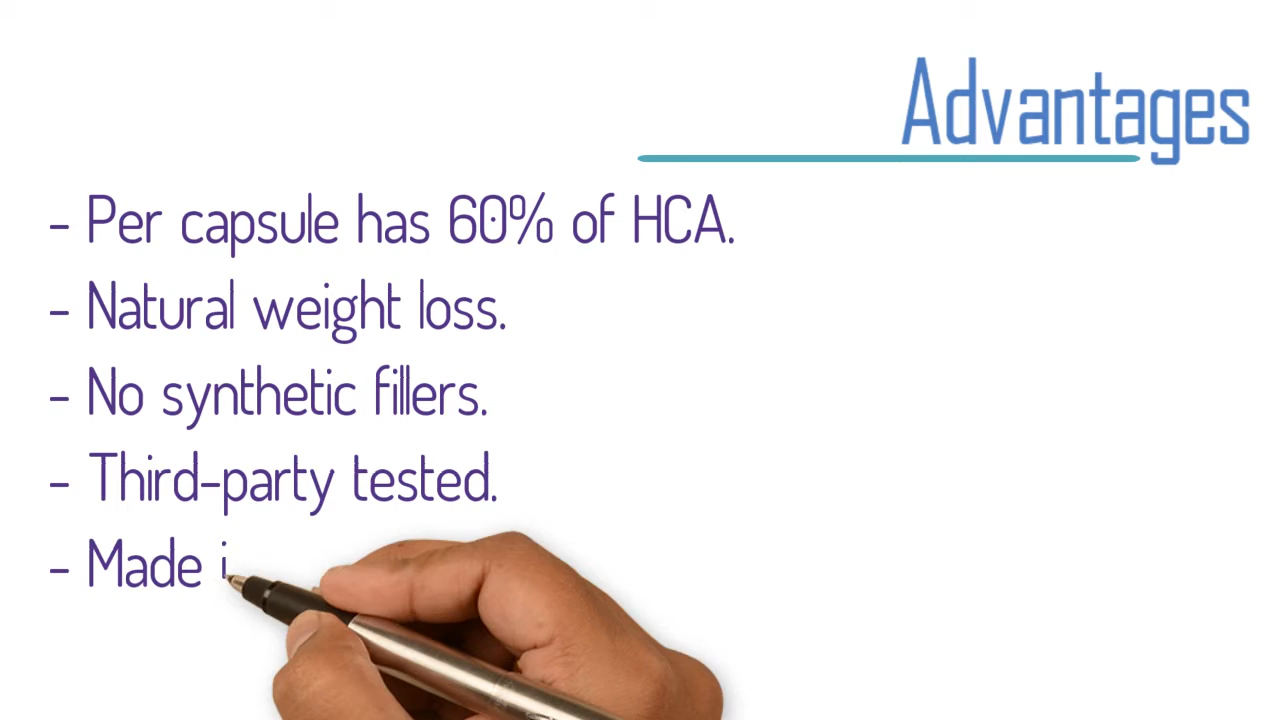 Advantages
- Per capsule has 60% of HCA.
- Natural weight loss.
- No synthetic fillers.
- Third-party tested.
- Made i